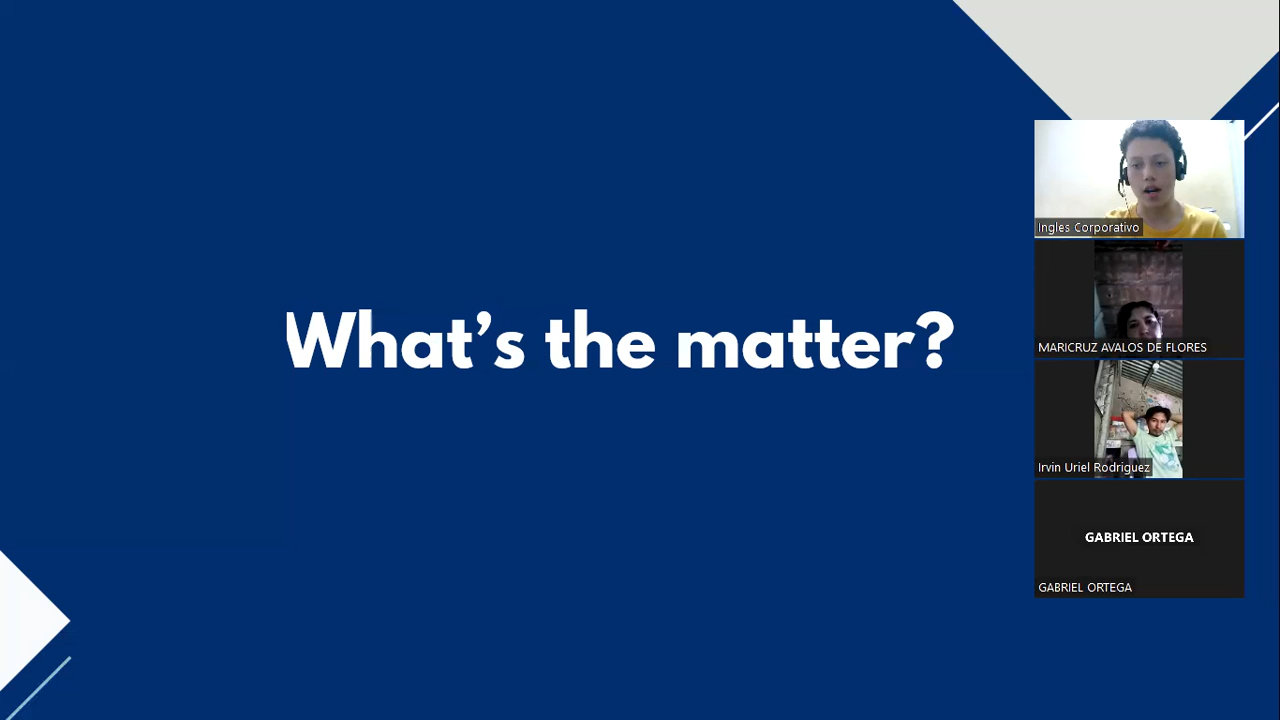 What's the matter?
Ingles Corporativo
MARICRUZ AVALOS DE FLORES
Irvin Uriel Rodriguez
GABRIEL ORTEGA
GABRIEL ORTEGA